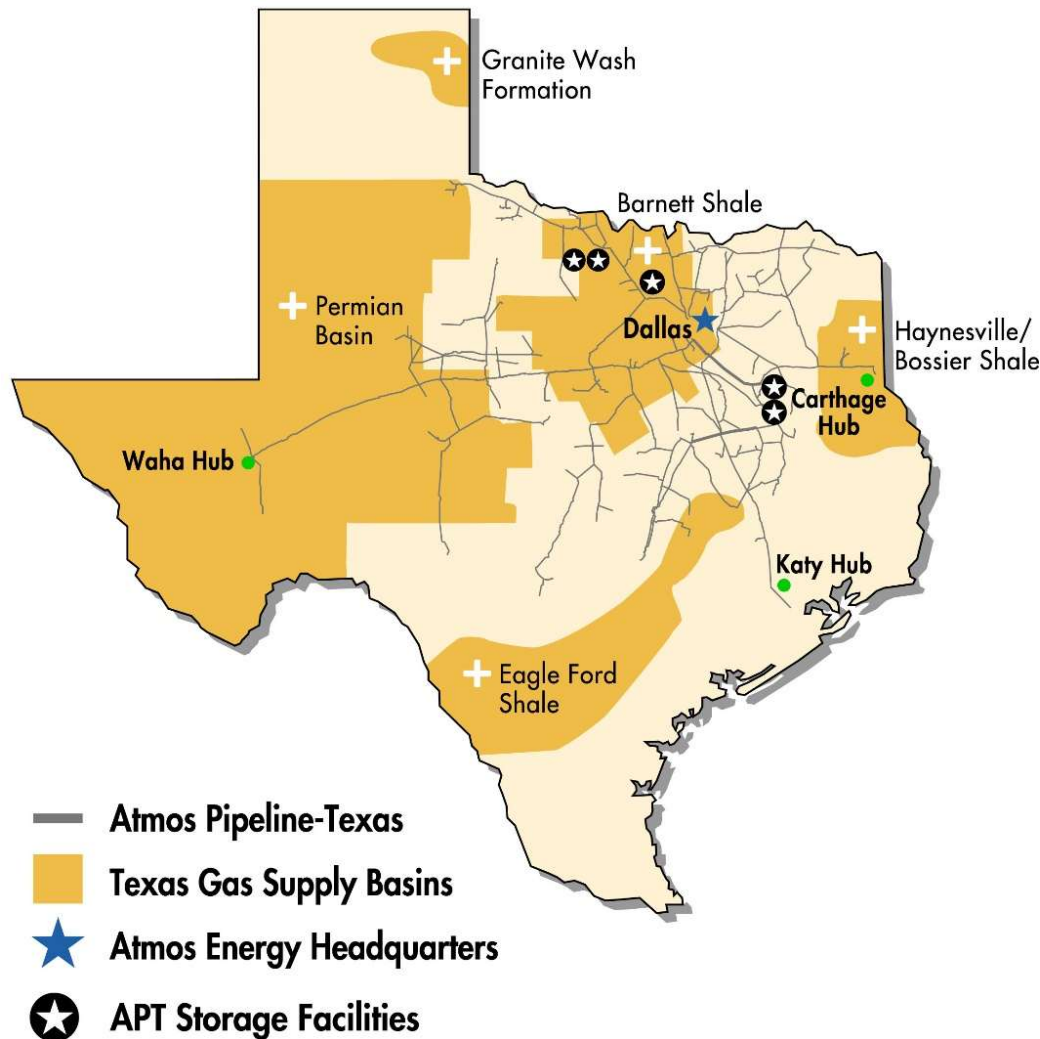 Granite Wash
Formation
Barnett Shale
Permian
Basin
Dallas
Haynesville/
Bossier Shale
Carthage
Hub
Waha Hub
Katy Hub
Eagle Ford
Shale
Atmos Pipeline-Texas
Texas Gas Supply Basins
Atmos Energy Headquarters
APT Storage Facilities